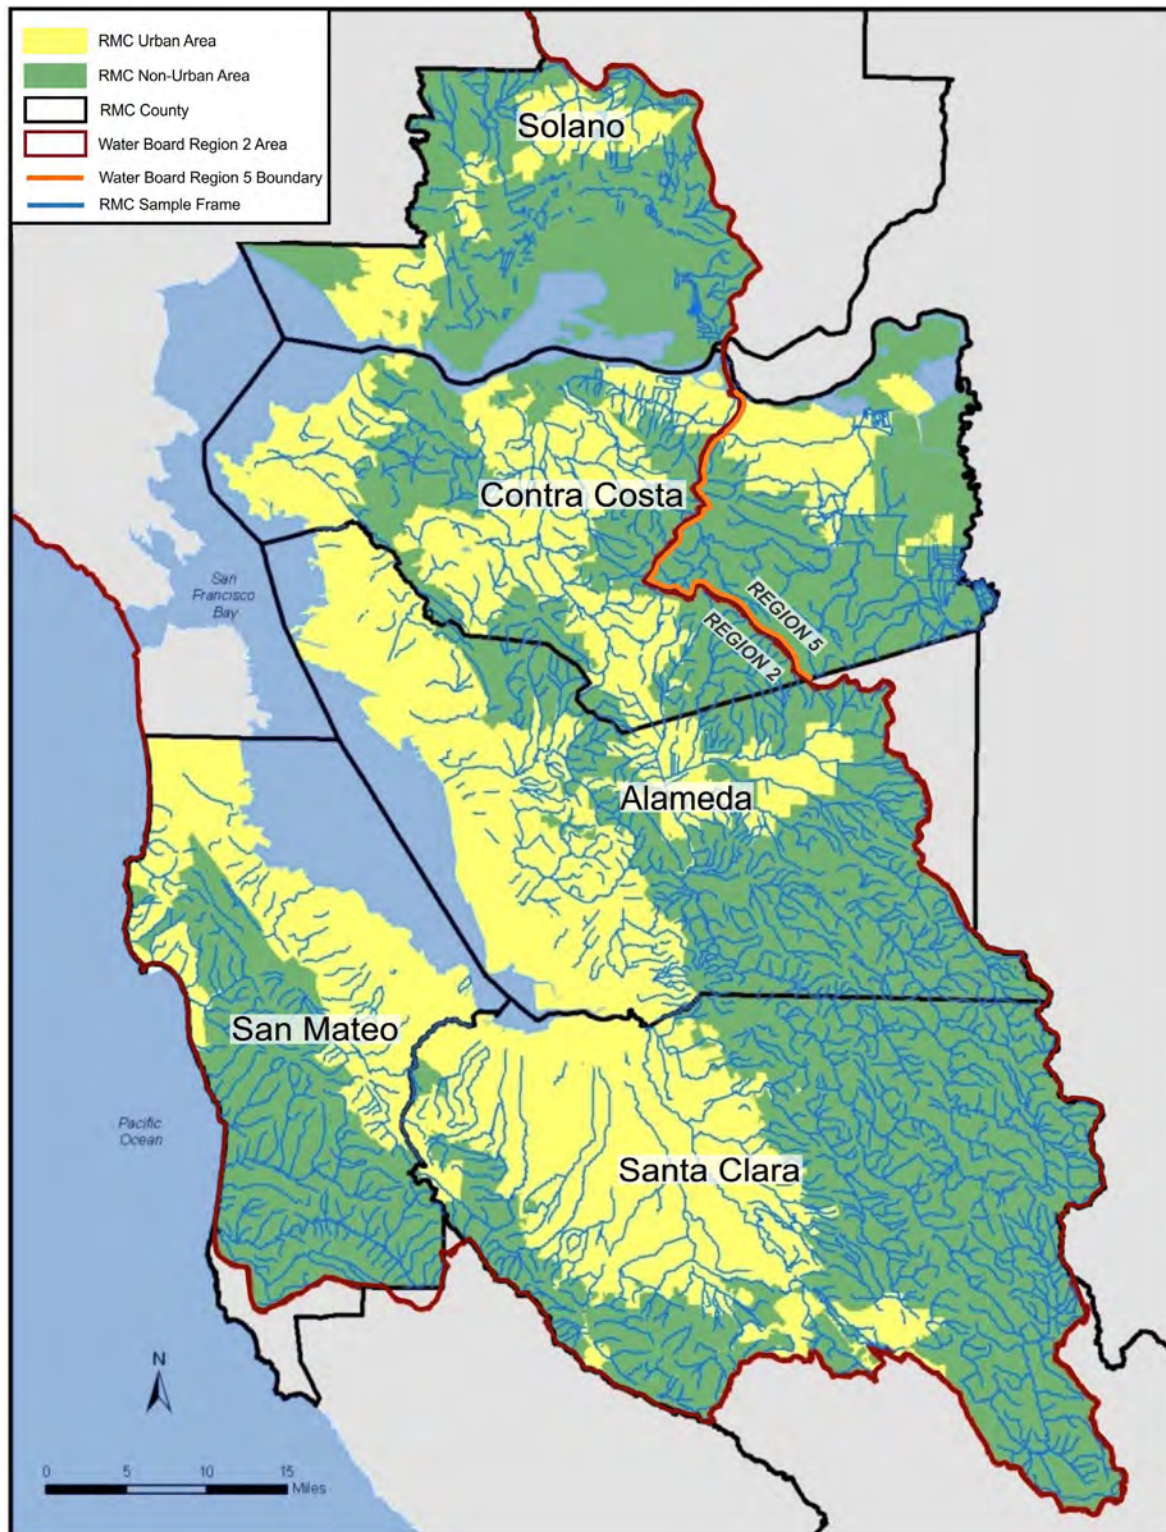 RMC Urban Area
RMC Non-Urban Area
RMC County
Water Board Region 2 Area
Water Board Region 5 Boundary
RMC Sample Frame
Solano
Contra Costa
San
Francisco
Bay
REGION 5
REGION 2
Alameda
San Mateo
Pacific
Ocean
Santa Clara
N
0 5 10 15
Miles